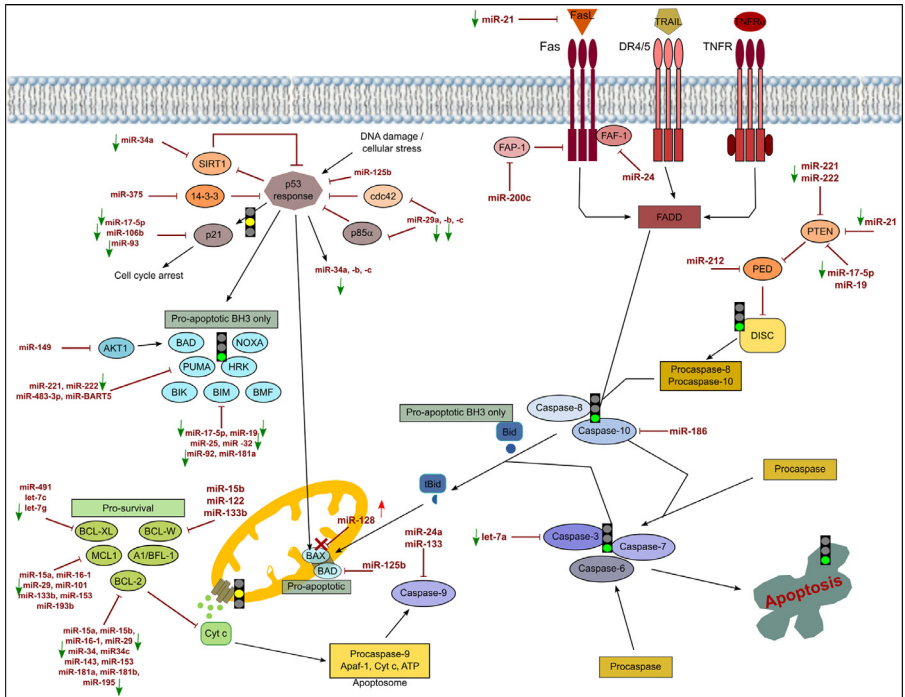 miR-21
FasL
TRAIL
TNFRα
Fas
DR4/5
TNFR
miR-34a
SIRT1
DNA damage /
cellular stress
FAP-1
FAF-1
miR-24
miR-200c
miR-375
14-3-3
p53
response
miR-125b
cdc42
miR-29a, -b, -c
p85α
miR-17-5p
miR-106b
miR-93
p21
Cell cycle arrest
miR-34a, -b, -c
FADD
miR-221
miR-222
PTEN
miR-21
miR-17-5p
miR-19
miR-212
PED
DISC
Procaspase-8
Procaspase-10
Pro-apoptotic BH3 only
miR-149
AKT1
BAD
NOXA
PUMA
HRK
BIK
BIM
BMF
miR-221, miR-222
miR-483-3p, miR-BART5
miR-17-5p, miR-19
miR-25, miR -32
miR-92, miR-181a
Pro-apoptotic BH3 only
Bid
Caspase-8
Caspase-10
miR-186
tBid
Procaspase
miR-491
let-7c
let-7g
Pro-survival
miR-15b
miR-122
miR-133b
BCL-XL
BCL-W
MCL1
A1/BFL-1
BCL-2
miR-15a, miR-16-1
miR-29, miR-101
miR-133b, miR-153
miR-193b
miR-128
BAX
BAD
Pro-apoptotic
miR-125b
miR-24a
miR-133
Caspase-9
let-7a
Caspase-3
Caspase-7
Caspase-6
Apoptosis
miR-15a, miR-15b,
miR-16-1, miR-29
miR-34, miR34c
miR-143, miR-153
miR-181a, miR-181b,
miR-195
Cyt c
Procaspase-9
Apaf-1, Cyt c, ATP
Apoptosome
Procaspase